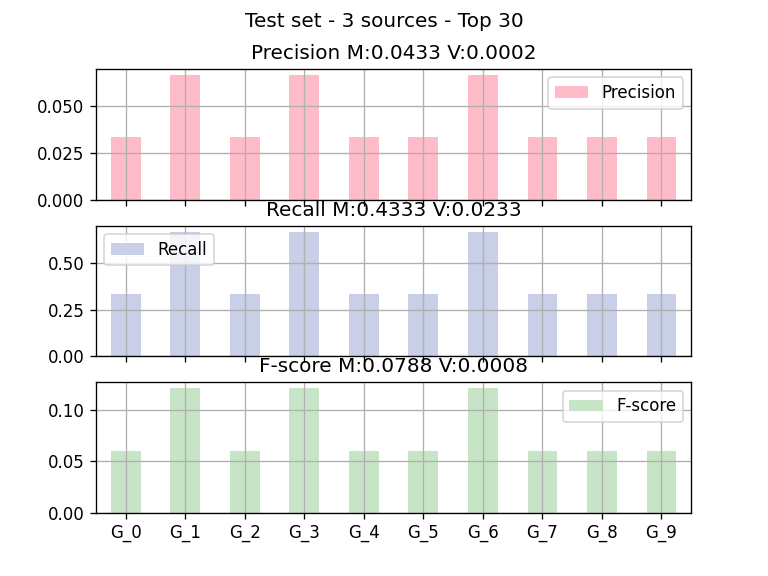 Test set - 3 sources - Top 30
Precision M:0.0433 V:0.0002
Precision
0.050
0.025
0.000
Recall M:0.4333 V:0.0233
Recall
0.50
0.25
0.00
F-score M:0.0788 V:0.0008
F-score
0.10
0.05
0.00
G_0 G_1 G_2 G_3 G_4 G_5 G_6 G_7 G_8 G_9